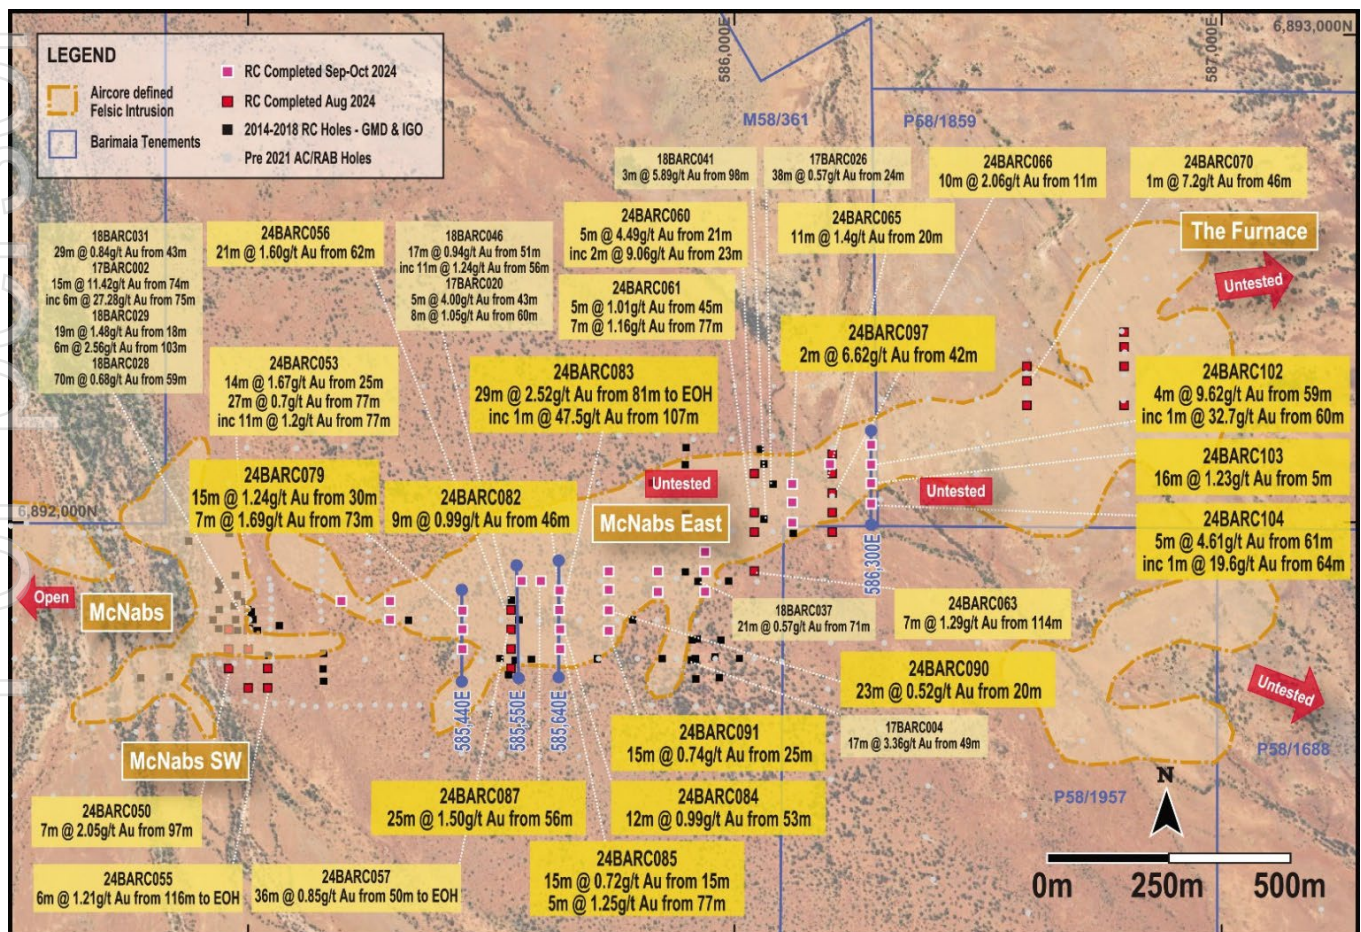 LEGEND
Aircore defined
Felsic Intrusion
Barimaia Tenements
RC Completed Sep-Oct 2024
RC Completed Aug 2024
2014-2018 RC Holes - GMD & IGO
Pre 2021 AC/RAB Holes
586,000E
587,000E
6,893,000N
M58/361
P58/1859
18BARC041
3m @ 5.89g/t Au from 98m
17BARC026
38m @ 0.57g/t Au from 24m
24BARC066
10m @ 2.06g/t Au from 11m
24BARC070
1m @ 7.2g/t Au from 46m
18BARC031
29m @ 0.84g/t Au from 43m
17BARC002
15m @ 11.42g/t Au from 74m
inc 6m @ 27.28g/t Au from 75m
18BARC029
19m @ 1.48g/t Au from 18m
6m @ 2.56g/t Au from 103m
18BARC028
70m @ 0.68g/t Au from 59m
24BARC056
21m @ 1.60g/t Au from 62m
18BARC046
17m @ 0.94g/t Au from 51m
inc 11m @ 1.24g/t Au from 56m
17BARC020
5m @ 4.00g/t Au from 43m
8m @ 1.05g/t Au from 60m
24BARC060
5m @ 4.49g/t Au from 21m
inc 2m @ 9.06g/t Au from 23m
24BARC065
11m @ 1.4g/t Au from 20m
The Furnace
Untested
24BARC061
5m @ 1.01g/t Au from 45m
7m @ 1.16g/t Au from 77m
24BARC097
2m @ 6.62g/t Au from 42m
24BARC053
14m @ 1.67g/t Au from 25m
27m @ 0.7g/t Au from 77m
inc 11m @ 1.2g/t Au from 77m
24BARC083
29m @ 2.52g/t Au from 81m to EOH
inc 1m @ 47.5g/t Au from 107m
24BARC102
4m @ 9.62g/t Au from 59m
inc 1m @ 32.7g/t Au from 60m
24BARC103
16m @ 1.23g/t Au from 5m
24BARC079
15m @ 1.24g/t Au from 30m
7m @ 1.69g/t Au from 73m
24BARC082
9m @ 0.99g/t Au from 46m
Untested
McNabs East
Untested
24BARC104
5m @ 4.61g/t Au from 61m
inc 1m @ 19.6g/t Au from 64m
6,892,000N
586,300E
Open
McNabs
18BARC037
21m @ 0.57g/t Au from 71m
24BARC063
7m @ 1.29g/t Au from 114m
24BARC090
23m @ 0.52g/t Au from 20m
Untested
585,440E
585,550E
585,640E
17BARC004
17m @ 3.36g/t Au from 49m
24BARC091
15m @ 0.74g/t Au from 25m
P58/1688
McNabs SW
N
P58/1957
24BARC050
7m @ 2.05g/t Au from 97m
24BARC087
25m @ 1.50g/t Au from 56m
24BARC084
12m @ 0.99g/t Au from 53m
24BARC085
15m @ 0.72g/t Au from 15m
5m @ 1.25g/t Au from 77m
24BARC055
6m @ 1.21g/t Au from 116m to EOH
24BARC057
36m @ 0.85g/t Au from 50m to EOH
0m
250m
500m